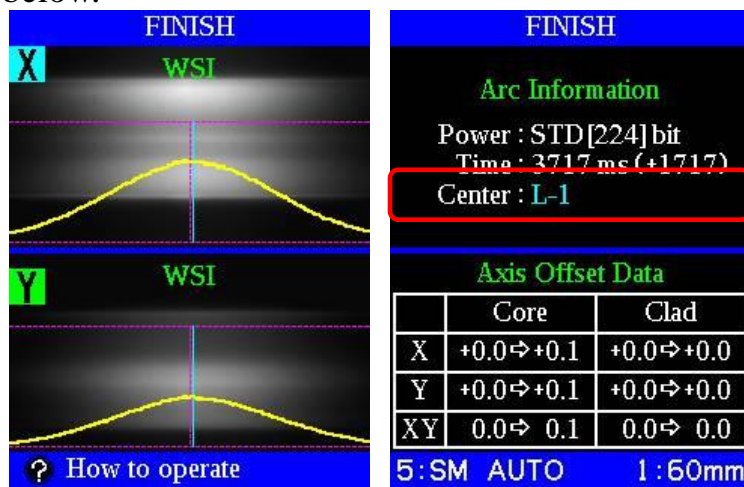 below.
FINISH
X
WSI
Y
WSI
? How to operate
FINISH
Arc Information
Power : STD[224] bit
Time : 3717 ms (+1717)
Center : L-1
Axis Offset Data
Core Clad
X +0.0⇨+0.1 +0.0⇨+0.0
Y +0.0⇨+0.1 +0.0⇨+0.0
XY 0.0⇨ 0.1 0.0⇨ 0.0
5:SM AUTO 1:60mm